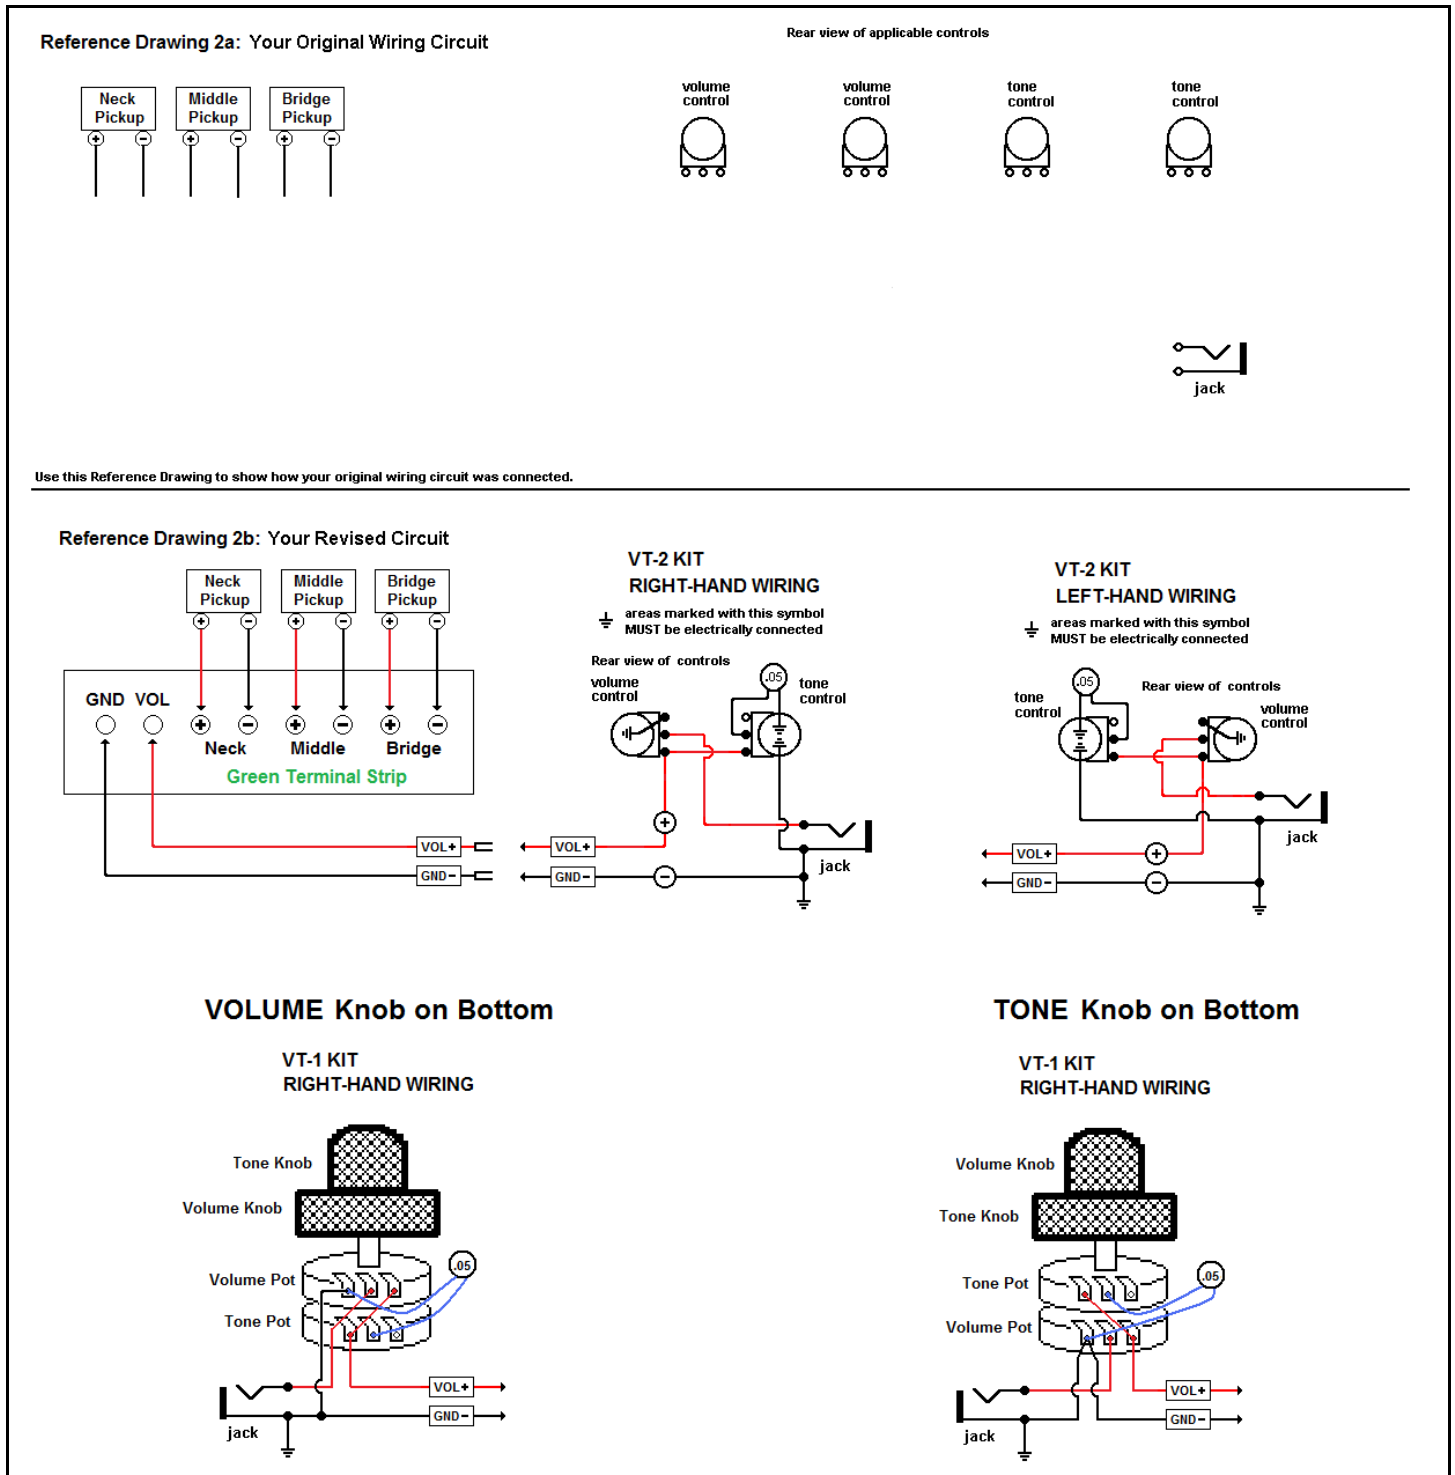 Reference Drawing 2a: Your Original Wiring Circuit
Rear view of applicable controls
Neck
Pickup
Middle
Pickup
Bridge
Pickup
+ − + − + −
volume
control
volume
control
tone
control
tone
control
jack
Use this Reference Drawing to show how your original wiring circuit was connected.
Reference Drawing 2b: Your Revised Circuit
Neck
Pickup
Middle
Pickup
Bridge
Pickup
+ − + − + −
GND VOL
+ − + − + −
Neck Middle Bridge
Green Terminal Strip
VOL+
GND−
VT-2 KIT
RIGHT-HAND WIRING
areas marked with this symbol
MUST be electrically connected
Rear view of controls
volume
control
.05
tone
control
+
VOL+
jack
GND−
−
VT-2 KIT
LEFT-HAND WIRING
areas marked with this symbol
MUST be electrically connected
.05
Rear view of controls
tone
control
volume
control
jack
VOL+
+
GND−
−
VOLUME Knob on Bottom
VT-1 KIT
RIGHT-HAND WIRING
Tone Knob
Volume Knob
Volume Pot
.05
Tone Pot
VOL+
GND−
jack
TONE Knob on Bottom
VT-1 KIT
RIGHT-HAND WIRING
Volume Knob
Tone Knob
Tone Pot
.05
Volume Pot
VOL+
GND−
jack